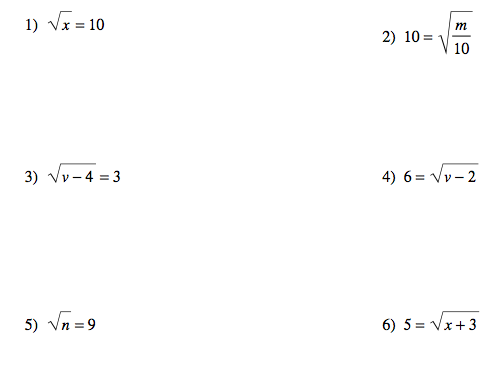 1) √x = 10
2) 10 = √(m/10)
3) √(v − 4) = 3
4) 6 = √(v − 2)
5) √n = 9
6) 5 = √(x + 3)